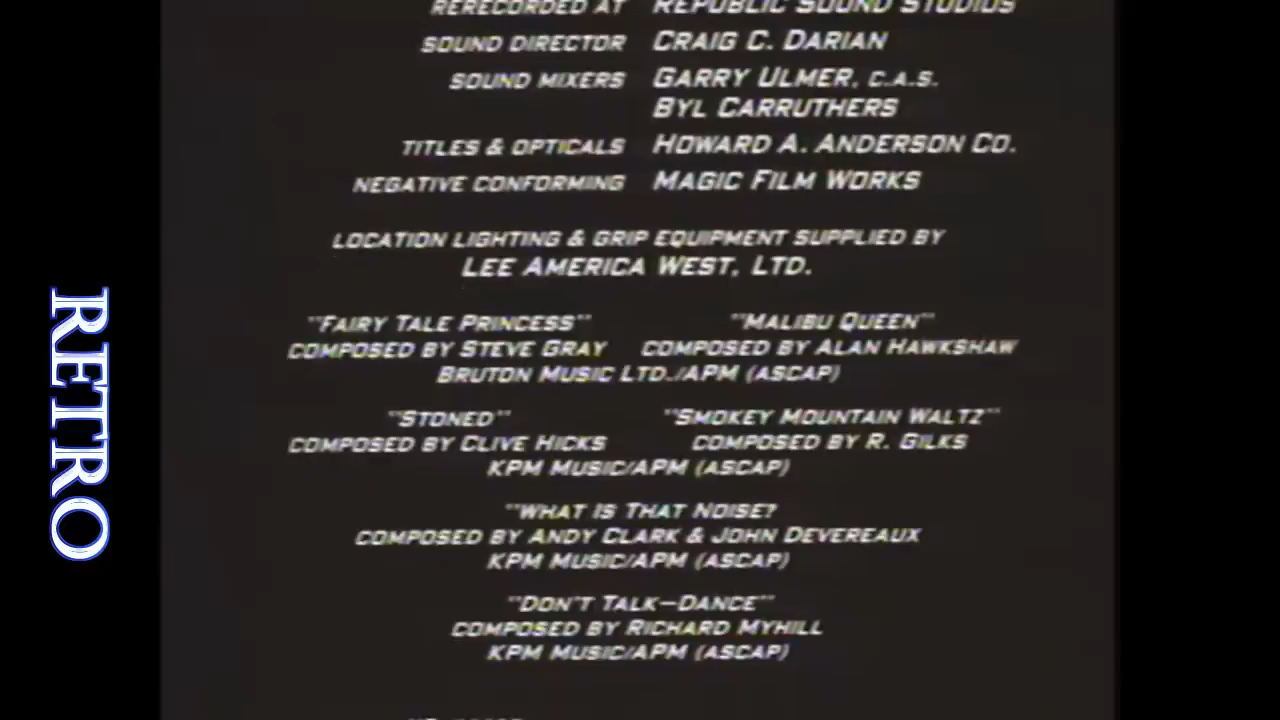 RERECORDED AT REPUBLIC SOUND STUDIOS
SOUND DIRECTOR CRAIG C. DARIAN
SOUND MIXERS GARRY ULMER, C.A.S.
BYL CARRUTHERS
TITLES & OPTICALS HOWARD A. ANDERSON CO.
NEGATIVE CONFORMING MAGIC FILM WORKS
LOCATION LIGHTING & GRIP EQUIPMENT SUPPLIED BY
LEE AMERICA WEST, LTD.
"FAIRY TALE PRINCESS" "MALIBU QUEEN"
COMPOSED BY STEVE GRAY COMPOSED BY ALAN HAWKSHAW
BRUTON MUSIC LTD./APM (ASCAP)
"STONED" "SMOKEY MOUNTAIN WALTZ"
COMPOSED BY CLIVE HICKS COMPOSED BY R. GILKS
KPM MUSIC/APM (ASCAP)
"WHAT IS THAT NOISE?
COMPOSED BY ANDY CLARK & JOHN DEVEREAUX
KPM MUSIC/APM (ASCAP)
"DON'T TALK—DANCE"
COMPOSED BY RICHARD MYHILL
KPM MUSIC/APM (ASCAP)
RETRO